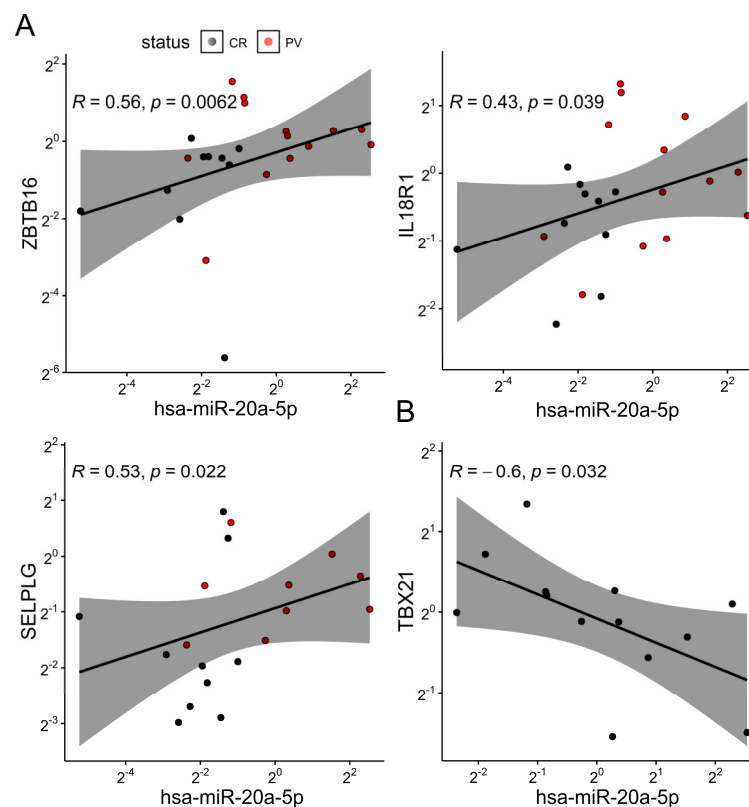 A
status CR PV
ZBTB16
2^2
2^0
2^-2
2^-4
2^-6
R = 0.56, p = 0.0062
2^-4 2^-2 2^0 2^2
hsa-miR-20a-5p
IL18R1
2^1
2^0
2^-1
2^-2
R = 0.43, p = 0.039
2^-4 2^-2 2^0 2^2
hsa-miR-20a-5p
SELPLG
2^2
2^1
2^0
2^-1
2^-2
2^-3
R = 0.53, p = 0.022
2^-4 2^-2 2^0 2^2
hsa-miR-20a-5p
B
TBX21
2^2
2^1
2^0
2^-1
R = −0.6, p = 0.032
2^-2 2^-1 2^0 2^1 2^2
hsa-miR-20a-5p